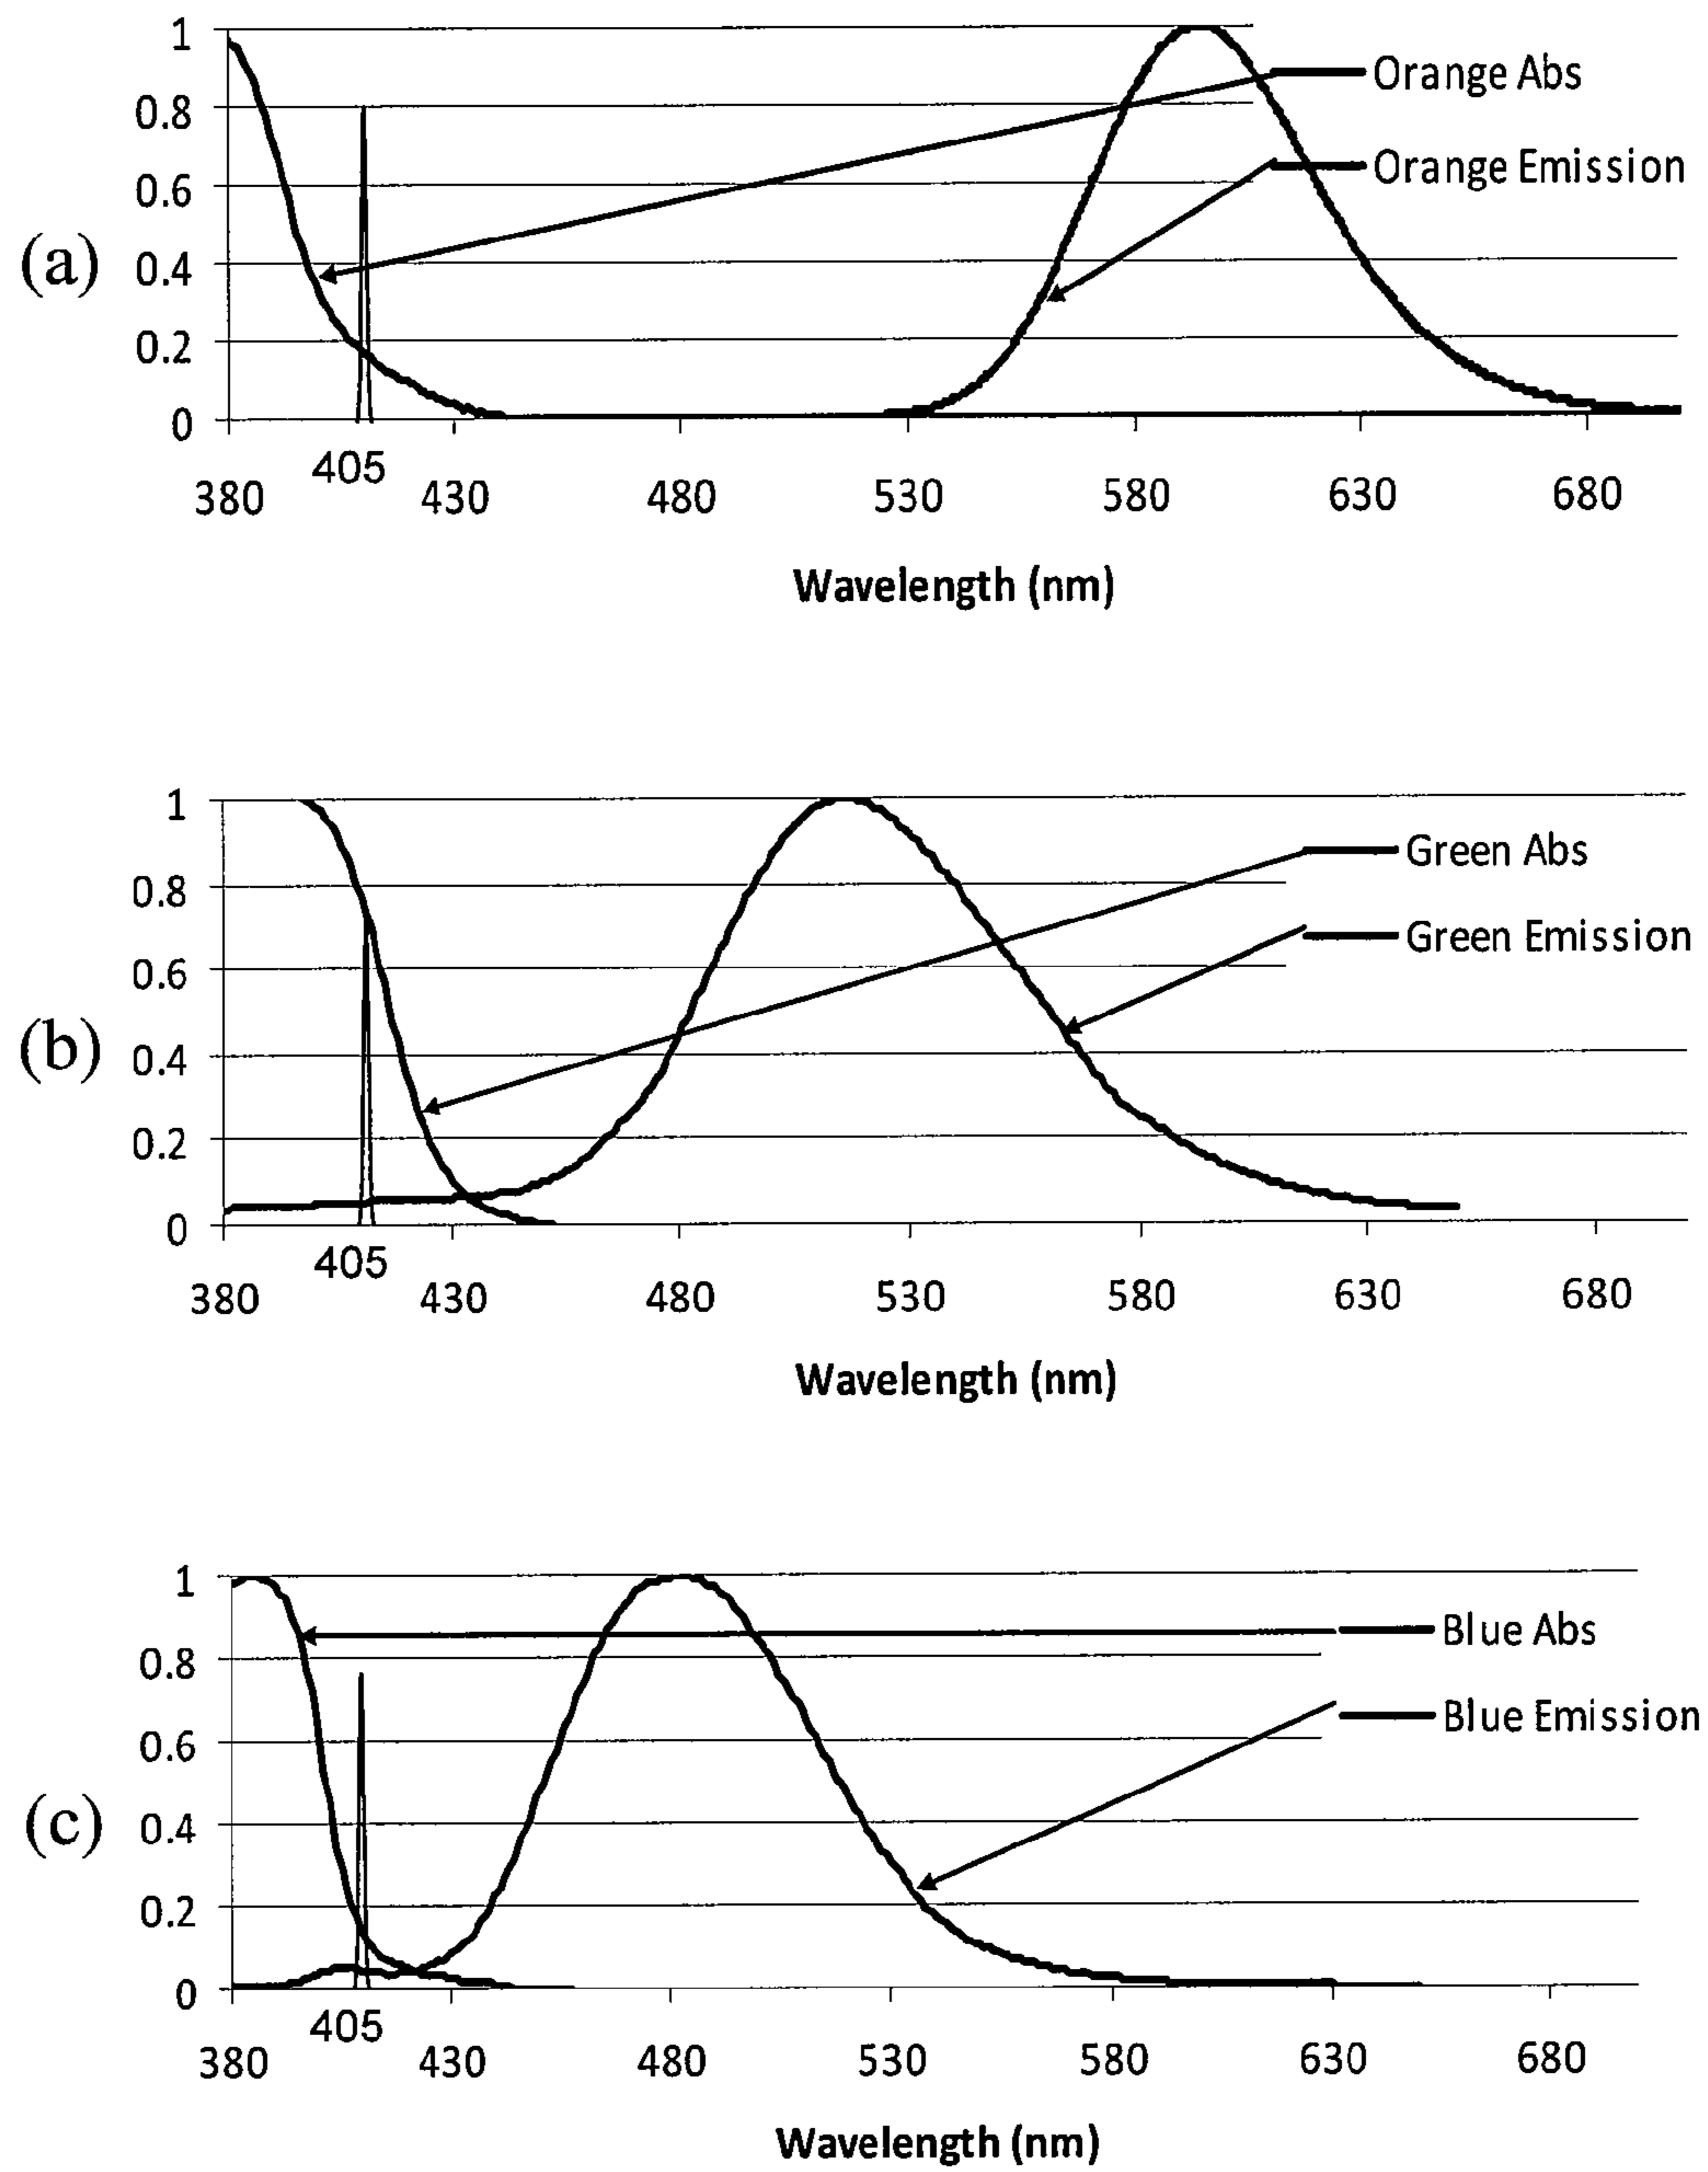 1
0.8
0.6
0.4
0.2
0
(a)
Orange Abs
Orange Emission
405
380 430 480 530 580 630 680
Wavelength (nm)
1
0.8
0.6
0.4
0.2
0
(b)
Green Abs
Green Emission
405
380 430 480 530 580 630 680
Wavelength (nm)
1
0.8
0.6
0.4
0.2
0
(c)
Blue Abs
Blue Emission
405
380 430 480 530 580 630 680
Wavelength (nm)